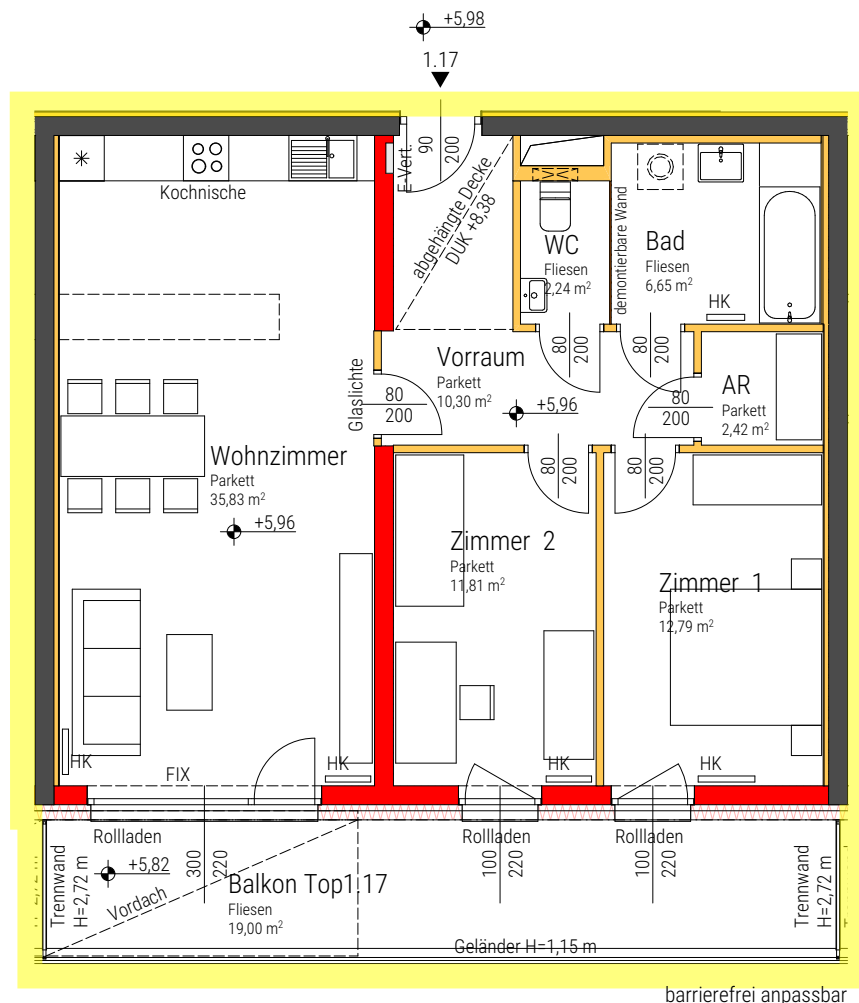 +5,98
1.17
90
200
E-Vert.
abgehängte Decke
DUK +8,38
Kochnische
WC
Fliesen
2,24 m²
demontierbare Wand
Bad
Fliesen
6,65 m²
HK
80
200
80
200
Vorraum
Parkett
10,30 m²
+5,96
Glaslichte
80
200
80
200
AR
Parkett
2,42 m²
Wohnzimmer
Parkett
35,83 m²
+5,96
80
200
80
200
Zimmer 2
Parkett
11,81 m²
Zimmer 1
Parkett
12,79 m²
HK
FIX
HK
HK
HK
Rollladen
Rollladen
Rollladen
300
220
100
220
100
220
Trennwand
H=2,72 m
+5,82
Vordach
Balkon Top1.17
Fliesen
19,00 m²
Trennwand
H=2,72 m
Geländer H=1,15 m
barrierefrei anpassbar